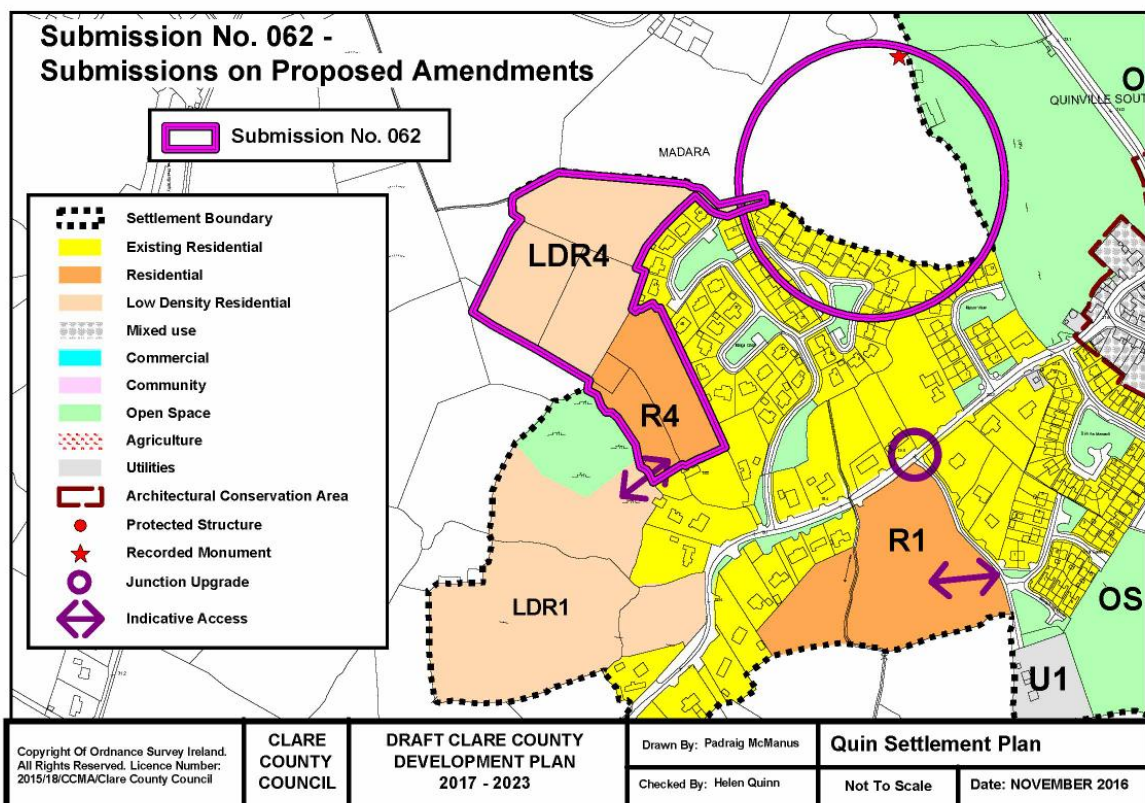 Submission No. 062 -
Submissions on Proposed Amendments
Submission No. 062
MADARA
QUINVILLE SOUT
O
Settlement Boundary
Existing Residential
Residential
Low Density Residential
Mixed use
Commercial
Community
Open Space
Agriculture
Utilities
Architectural Conservation Area
Protected Structure
Recorded Monument
Junction Upgrade
Indicative Access
LDR4
R4
LDR1
R1
OS
U1
Copyright Of Ordnance Survey Ireland.
All Rights Reserved. Licence Number:
2015/18/CCMA/Clare County Council
CLARE
COUNTY
COUNCIL
DRAFT CLARE COUNTY
DEVELOPMENT PLAN
2017 - 2023
Drawn By: Padraig McManus
Checked By: Helen Quinn
Quin Settlement Plan
Not To Scale
Date: NOVEMBER 2016